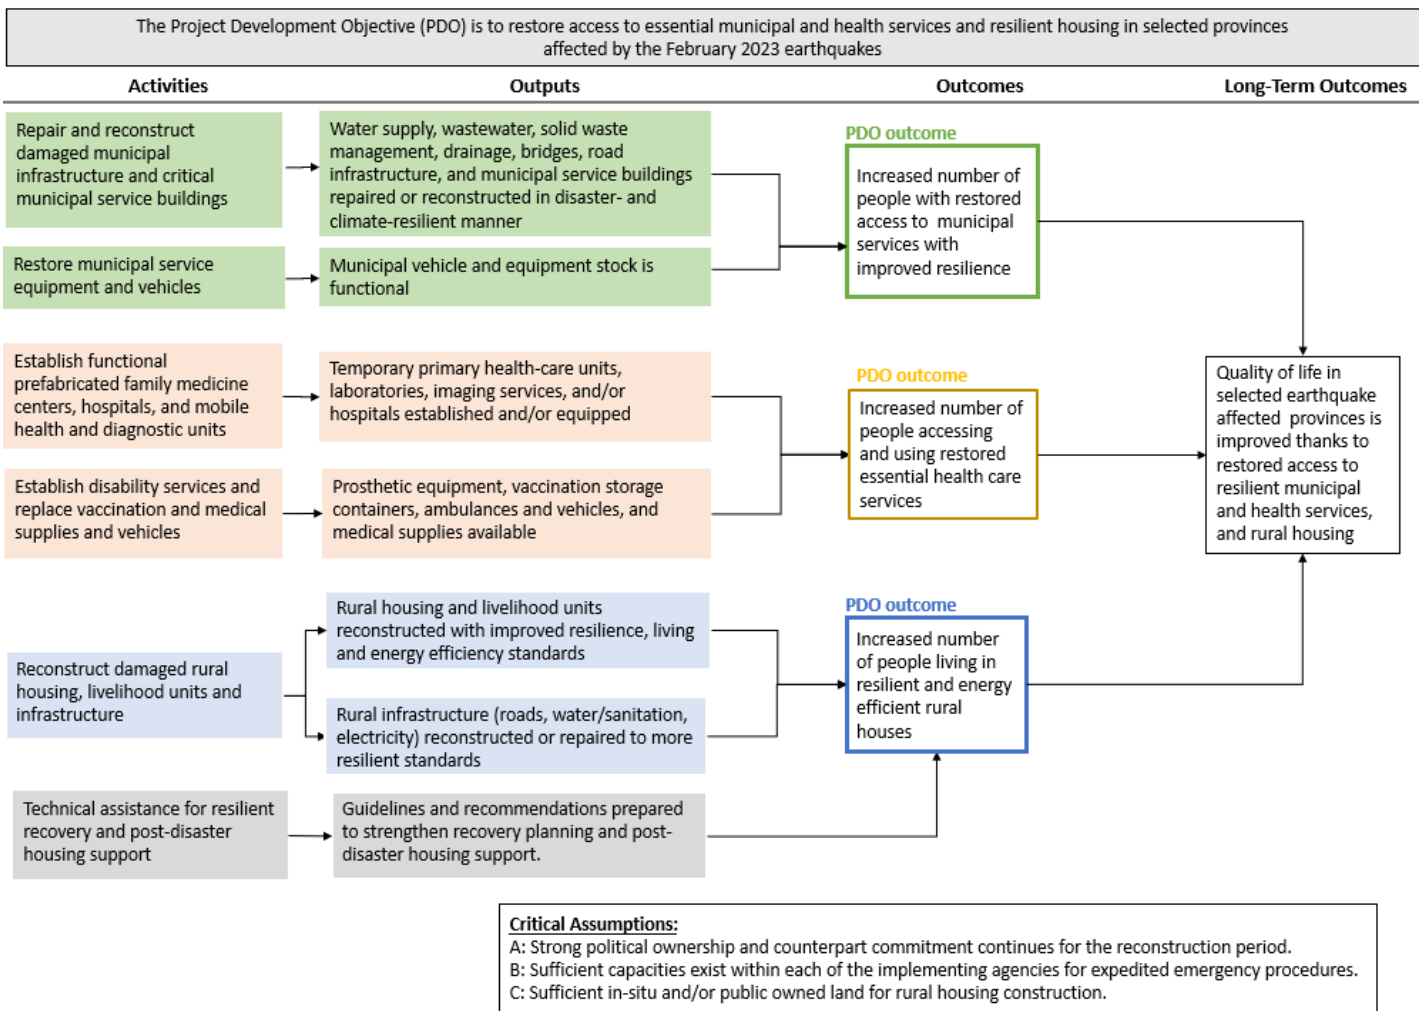 The Project Development Objective (PDO) is to restore access to essential municipal and health services and resilient housing in selected provinces
affected by the February 2023 earthquakes
Activities
Outputs
Outcomes
Long-Term Outcomes
Repair and reconstruct
damaged municipal
infrastructure and critical
municipal service buildings
Water supply, wastewater, solid waste
management, drainage, bridges, road
infrastructure, and municipal service buildings
repaired or reconstructed in disaster- and
climate-resilient manner
PDO outcome
Increased number of
people with restored
access to municipal
services with
improved resilience
Restore municipal service
equipment and vehicles
Municipal vehicle and equipment stock is
functional
Establish functional
prefabricated family medicine
centers, hospitals, and mobile
health and diagnostic units
Temporary primary health-care units,
laboratories, imaging services, and/or
hospitals established and/or equipped
PDO outcome
Increased number of
people accessing
and using restored
essential health care
services
Quality of life in
selected earthquake
affected provinces is
improved thanks to
restored access to
resilient municipal
and health services,
and rural housing
Establish disability services and
replace vaccination and medical
supplies and vehicles
Prosthetic equipment, vaccination storage
containers, ambulances and vehicles, and
medical supplies available
Reconstruct damaged rural
housing, livelihood units and
infrastructure
Rural housing and livelihood units
reconstructed with improved resilience, living
and energy efficiency standards
Rural infrastructure (roads, water/sanitation,
electricity) reconstructed or repaired to more
resilient standards
PDO outcome
Increased number
of people living in
resilient and energy
efficient rural
houses
Technical assistance for resilient
recovery and post-disaster
housing support
Guidelines and recommendations prepared
to strengthen recovery planning and post-
disaster housing support.
Critical Assumptions:
A: Strong political ownership and counterpart commitment continues for the reconstruction period.
B: Sufficient capacities exist within each of the implementing agencies for expedited emergency procedures.
C: Sufficient in-situ and/or public owned land for rural housing construction.